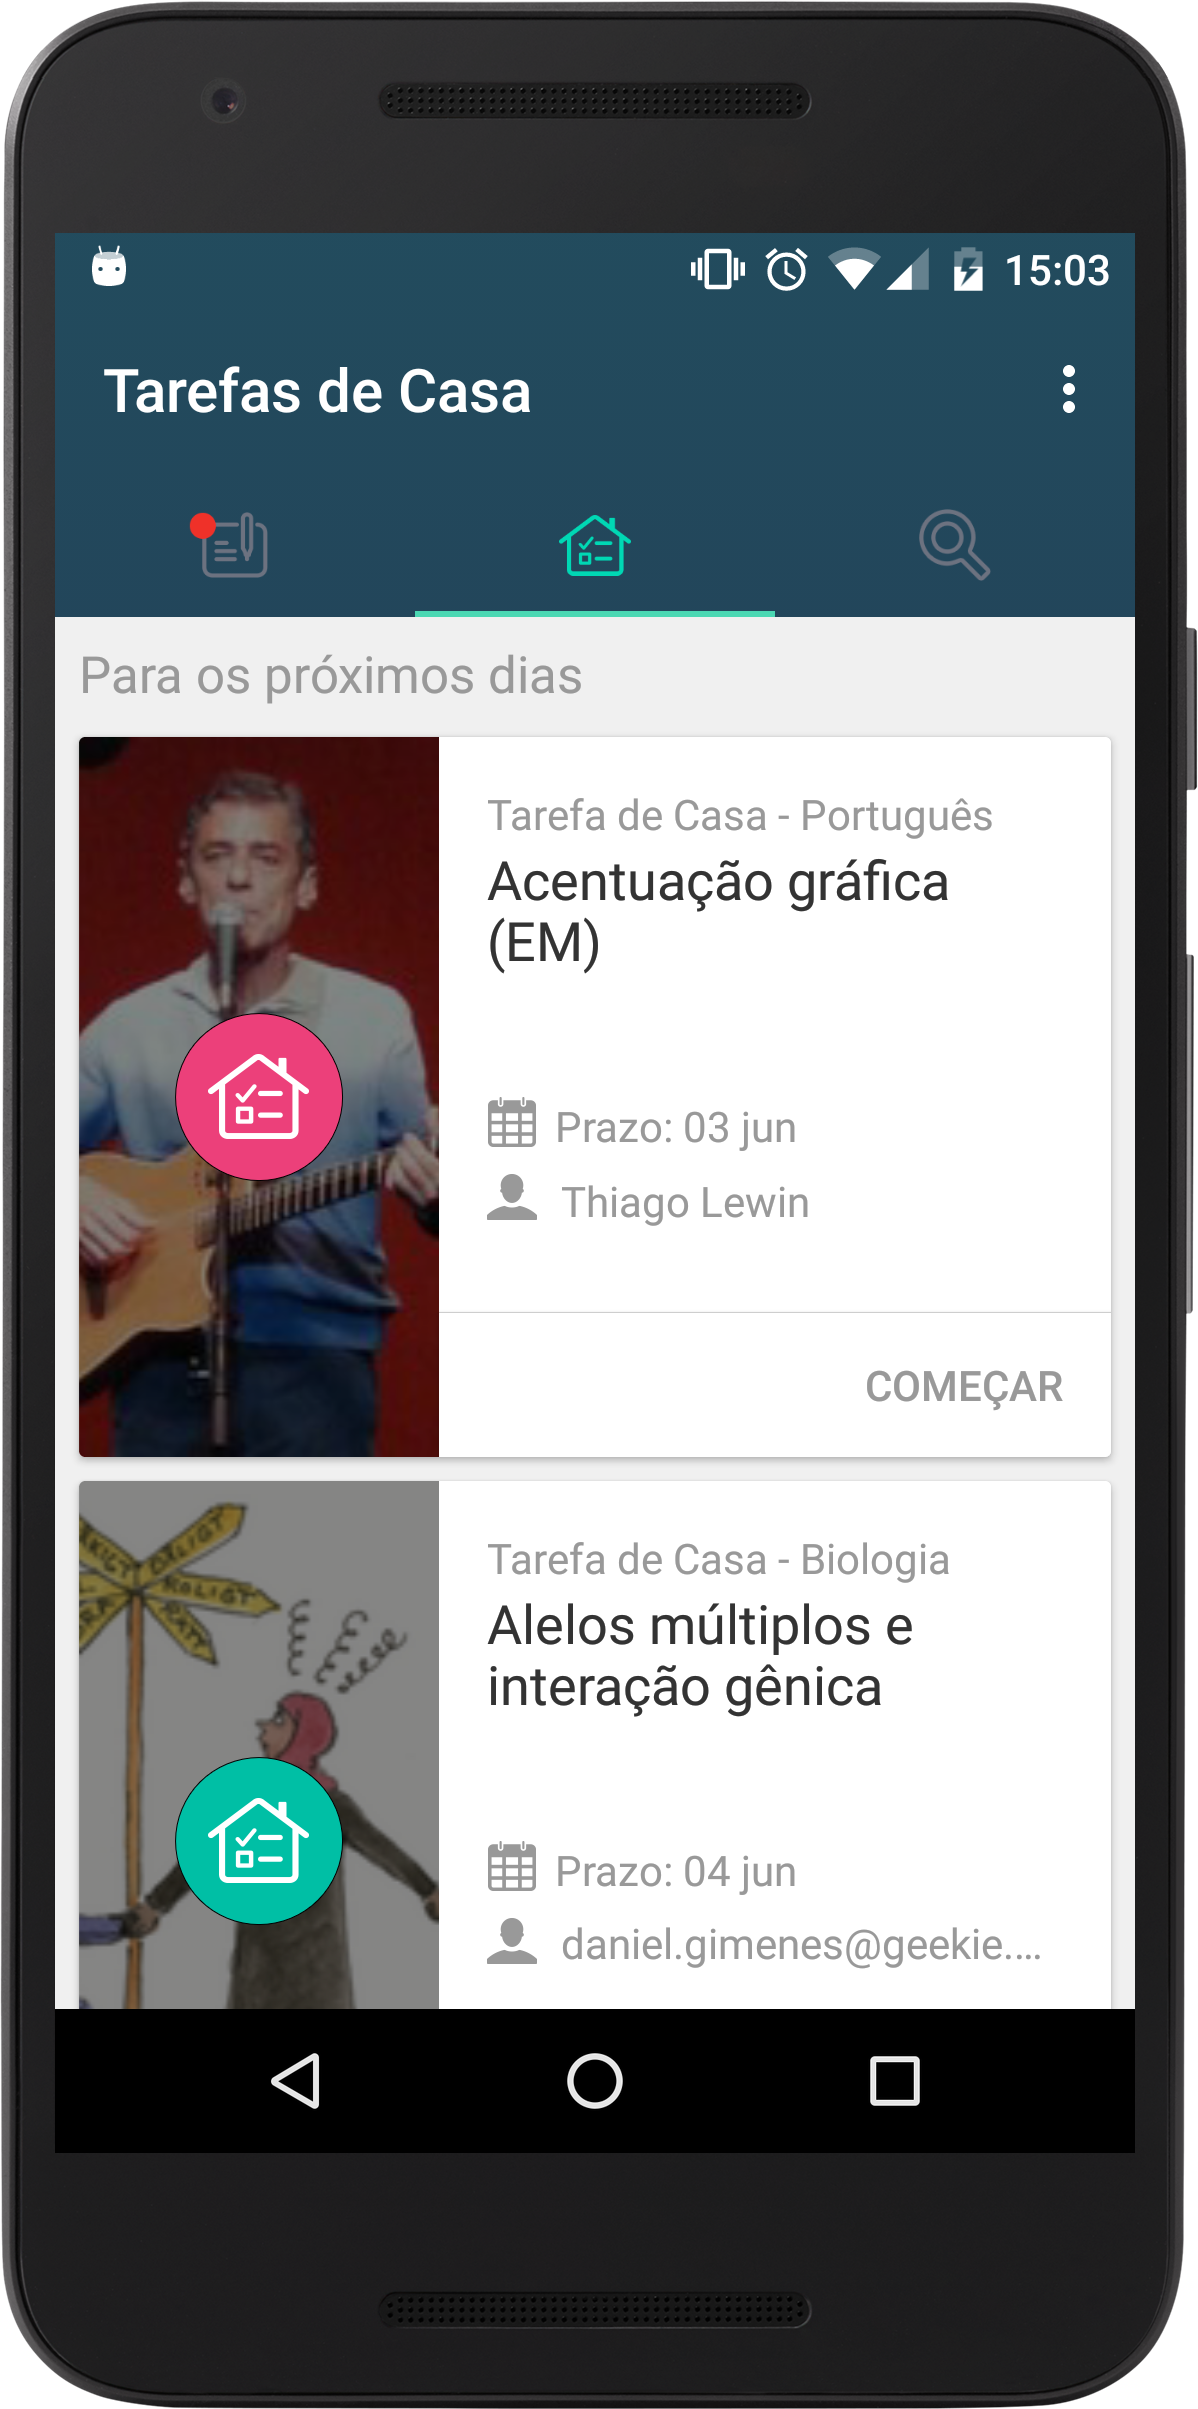 15:03
Tarefas de Casa
Para os próximos dias
Tarefa de Casa - Português
Acentuação gráfica
(EM)
Prazo: 03 jun
Thiago Lewin
COMEÇAR
Tarefa de Casa - Biologia
Alelos múltiplos e
interação gênica
Prazo: 04 jun
daniel.gimenes@geekie....